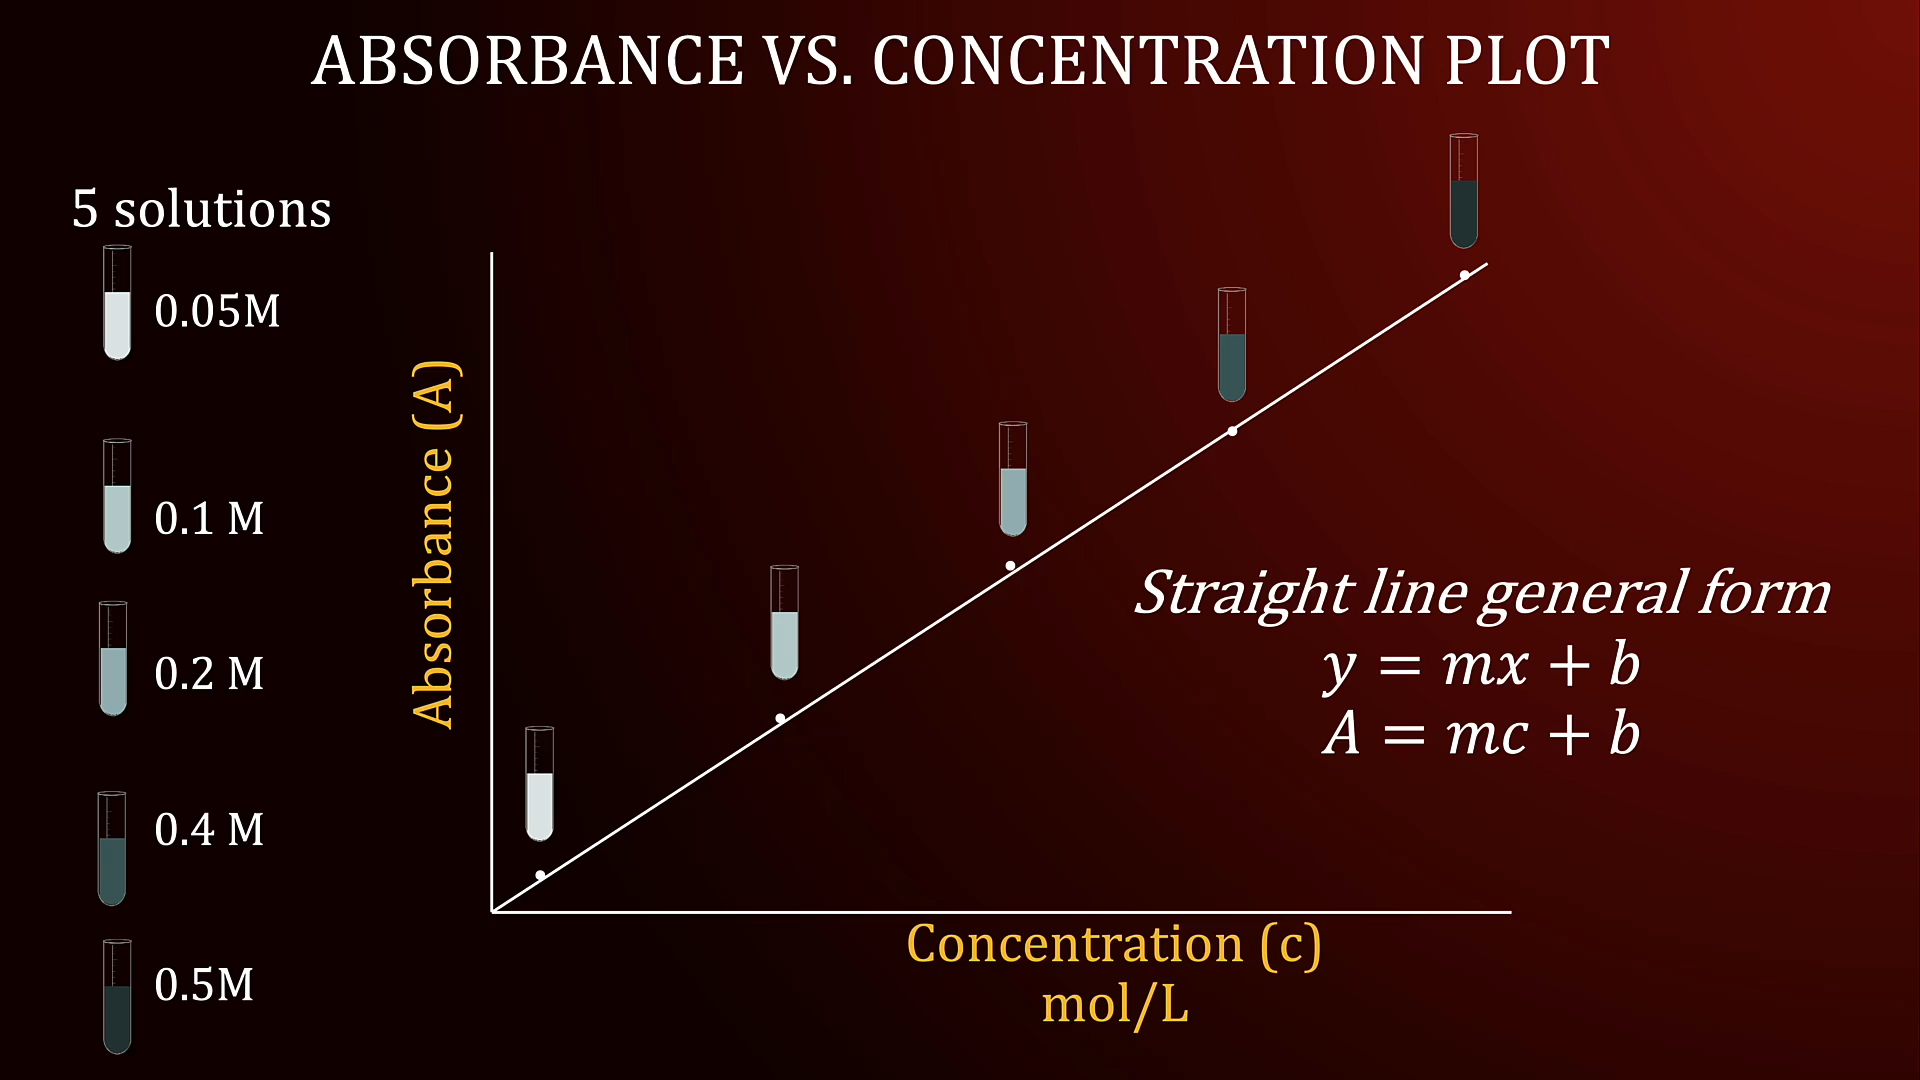 ABSORBANCE VS. CONCENTRATION PLOT
5 solutions
0.05M
0.1 M
0.2 M
0.4 M
0.5M
Absorbance (A)
Concentration (c)
mol/L
Straight line general form
y = mx + b
A = mc + b